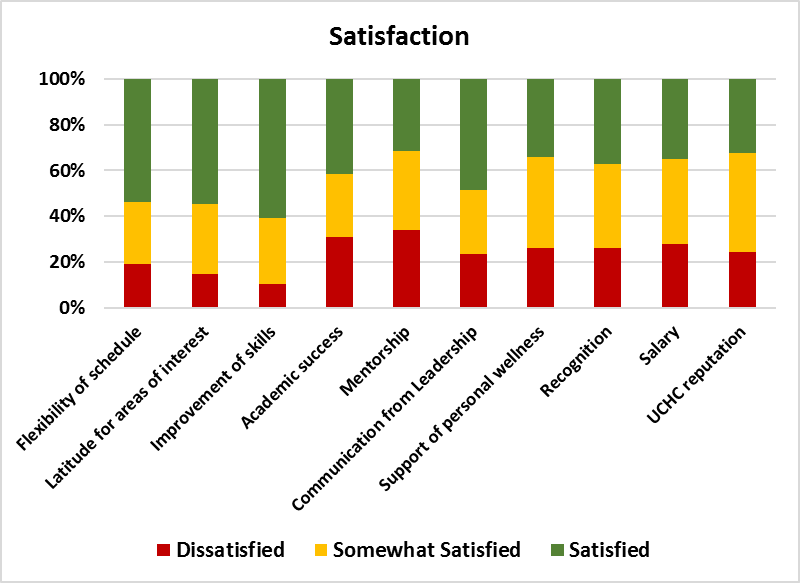 Satisfaction
100%
80%
60%
40%
20%
0%
Flexibility of schedule
Latitude for areas of interest
Improvement of skills
Academic success
Mentorship
Communication from Leadership
Support of personal wellness
Recognition
Salary
UCHC reputation
Dissatisfied Somewhat Satisfied Satisfied